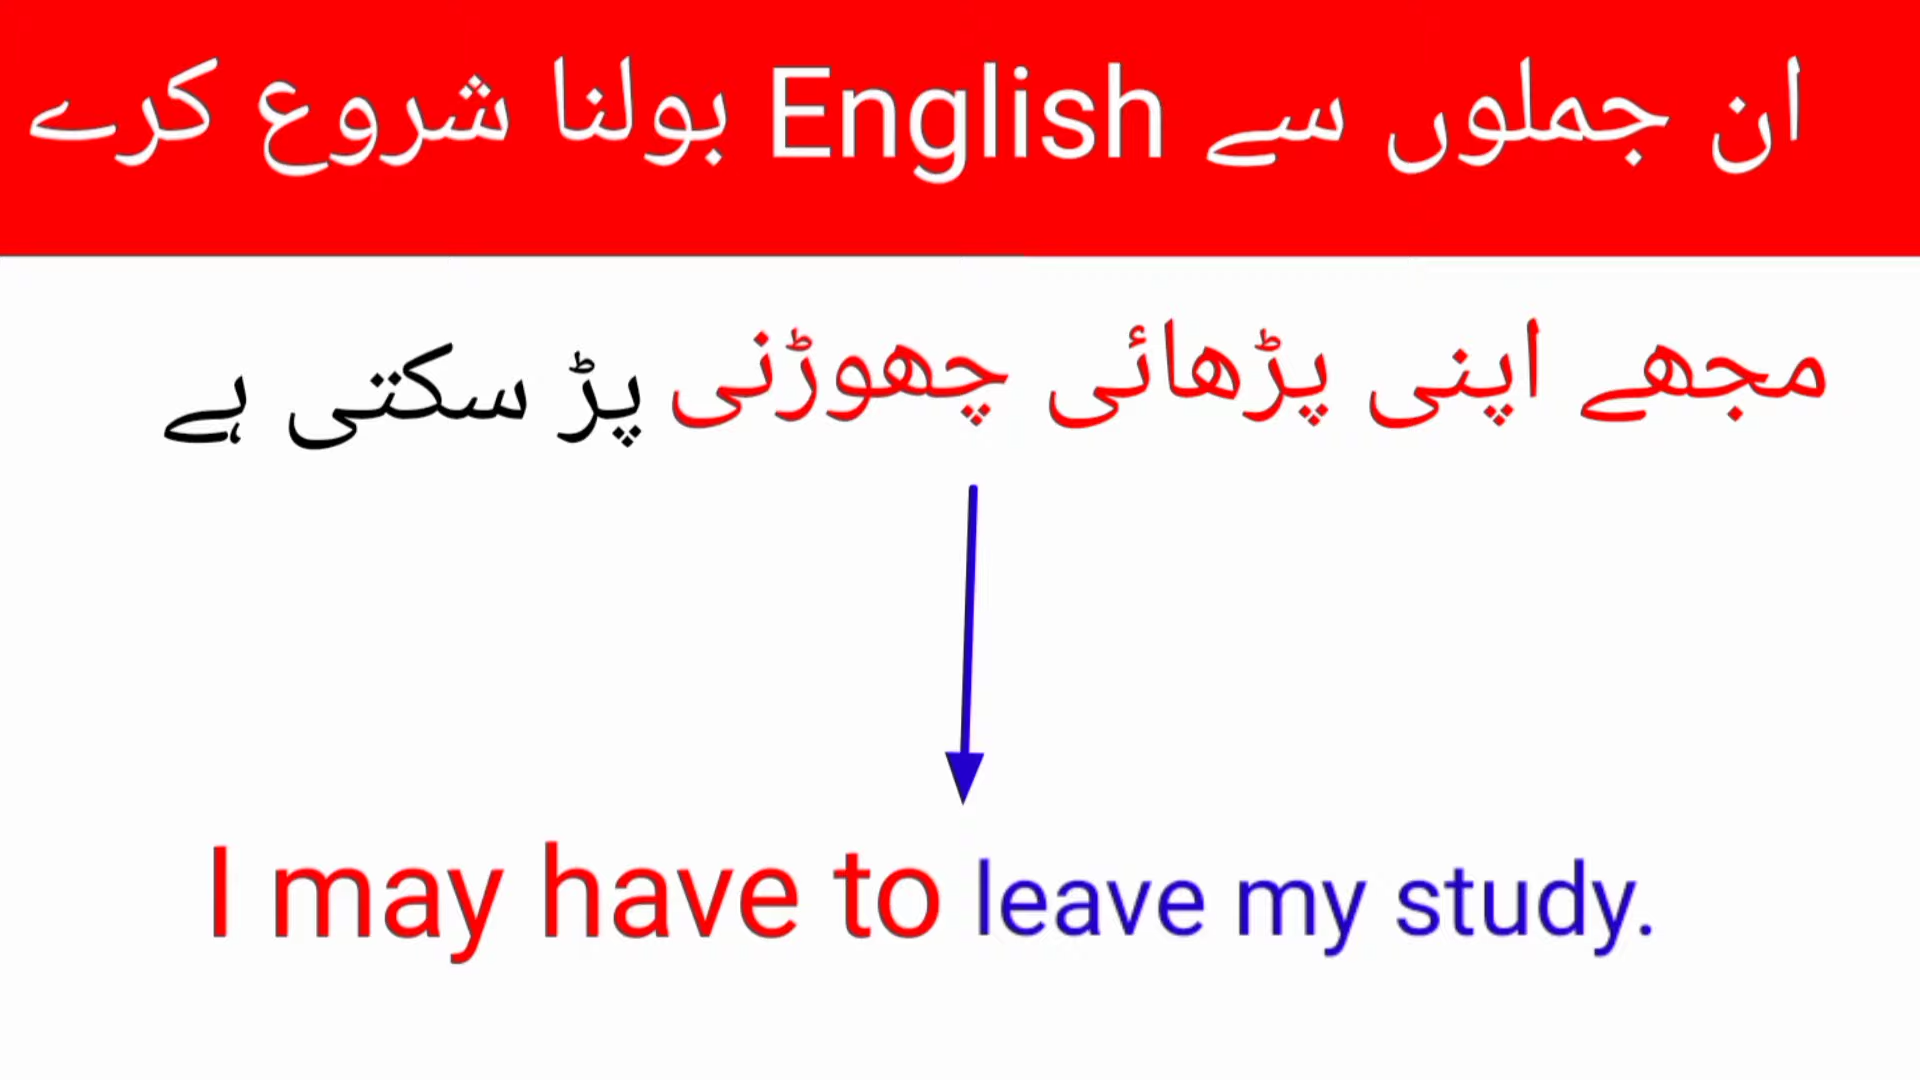 ان جملوں سے English بولنا شروع کرے
مجھے اپنی پڑھائی چھوڑنی پڑ سکتی ہے
I may have to leave my study.